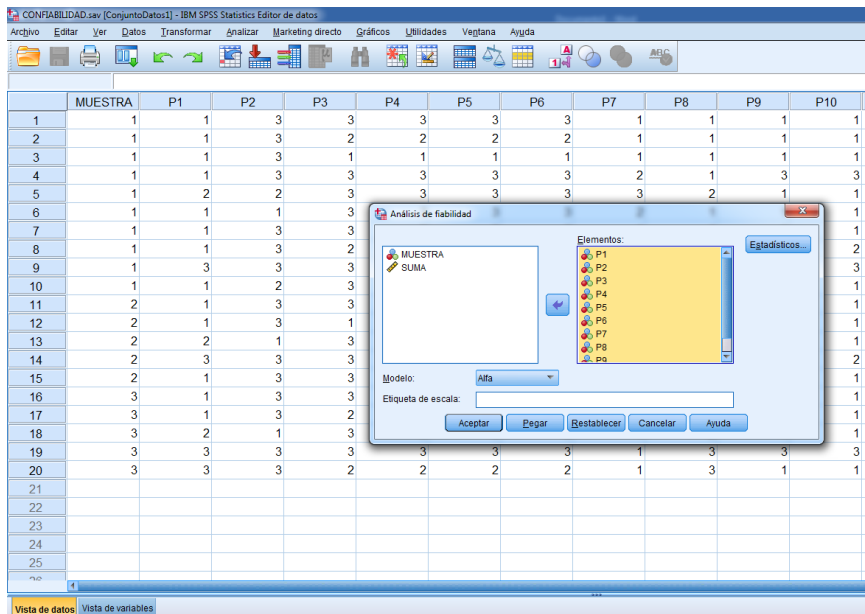 CONFIABILIDAD.sav [ConjuntoDatos1] - IBM SPSS Statistics Editor de datos
Archivo Editar Ver Datos Transformar Analizar Marketing directo Gráficos Utilidades Ventana Ayuda
MUESTRA P1 P2 P3 P4 P5 P6 P7 P8 P9 P10
1 1 1 3 3 3 3 3 1 1 1 1
2 1 1 3 2 2 2 2 1 1 1 1
3 1 1 3 1 1 1 1 1 1 1 1
4 1 1 3 3 3 3 3 2 1 3 3
5 1 2 2 3 3 3 3 3 2 1 1
6 1 1 1 3 1
7 1 1 3 3 1
8 1 1 3 2 2
9 1 3 3 3 3
10 1 1 2 3 1
11 2 1 3 3 1
12 2 1 3 1 1
13 2 2 1 3 1
14 2 3 3 3 2
15 2 1 3 3 1
16 3 1 3 3 1
17 3 1 3 2 1
18 3 2 1 3 1
19 3 3 3 3 3 3 3 1 3 3 3
20 3 3 3 2 2 2 2 1 3 1 1
21
22
23
24
25
Análisis de fiabilidad
Elementos:
MUESTRA
SUMA
P1
P2
P3
P4
P5
P6
P7
P8
P9
Estadísticos...
Modelo: Alfa
Etiqueta de escala:
Aceptar Pegar Restablecer Cancelar Ayuda
Vista de datos Vista de variables